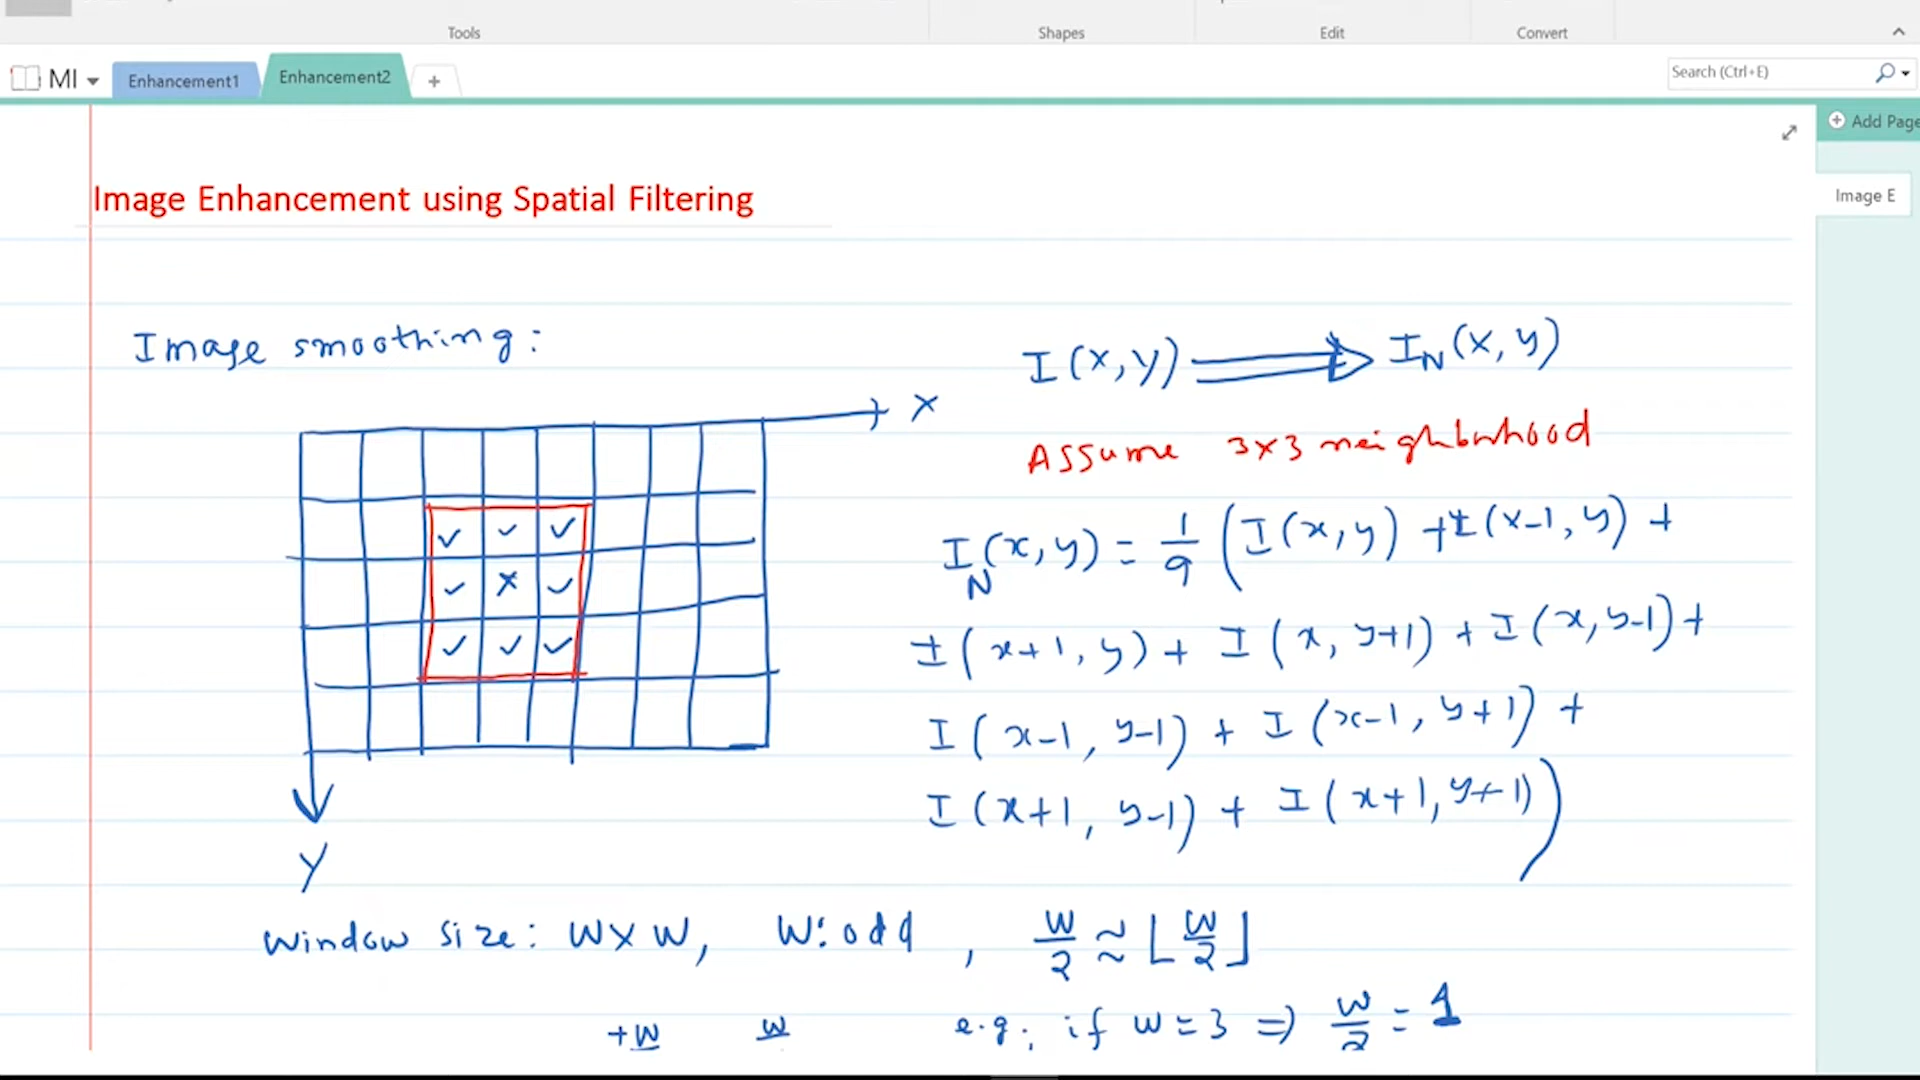 Tools Shapes Edit Convert
MI Enhancement1 Enhancement2 + Search (Ctrl+E)
Add Page
Image E
Image Enhancement using Spatial Filtering
Image smoothing:
I(x,y) ⟹ I_N(x,y)
X
Assume 3x3 neighborhood
I_N(x,y) = 1/9 (I(x,y) + I(x-1,y) +
I(x+1,y) + I(x,y+1) + I(x,y-1) +
I(x-1,y-1) + I(x-1,y+1) +
I(x+1,y-1) + I(x+1,y+1))
✓ ✓ ✓
✓ x ✓
✓ ✓ ✓
Y
Window size: WXW, W: odd, W/2 ≈ ⌊W/2⌋
+W W e.g; if w=3 ⇒ W/2 = 1